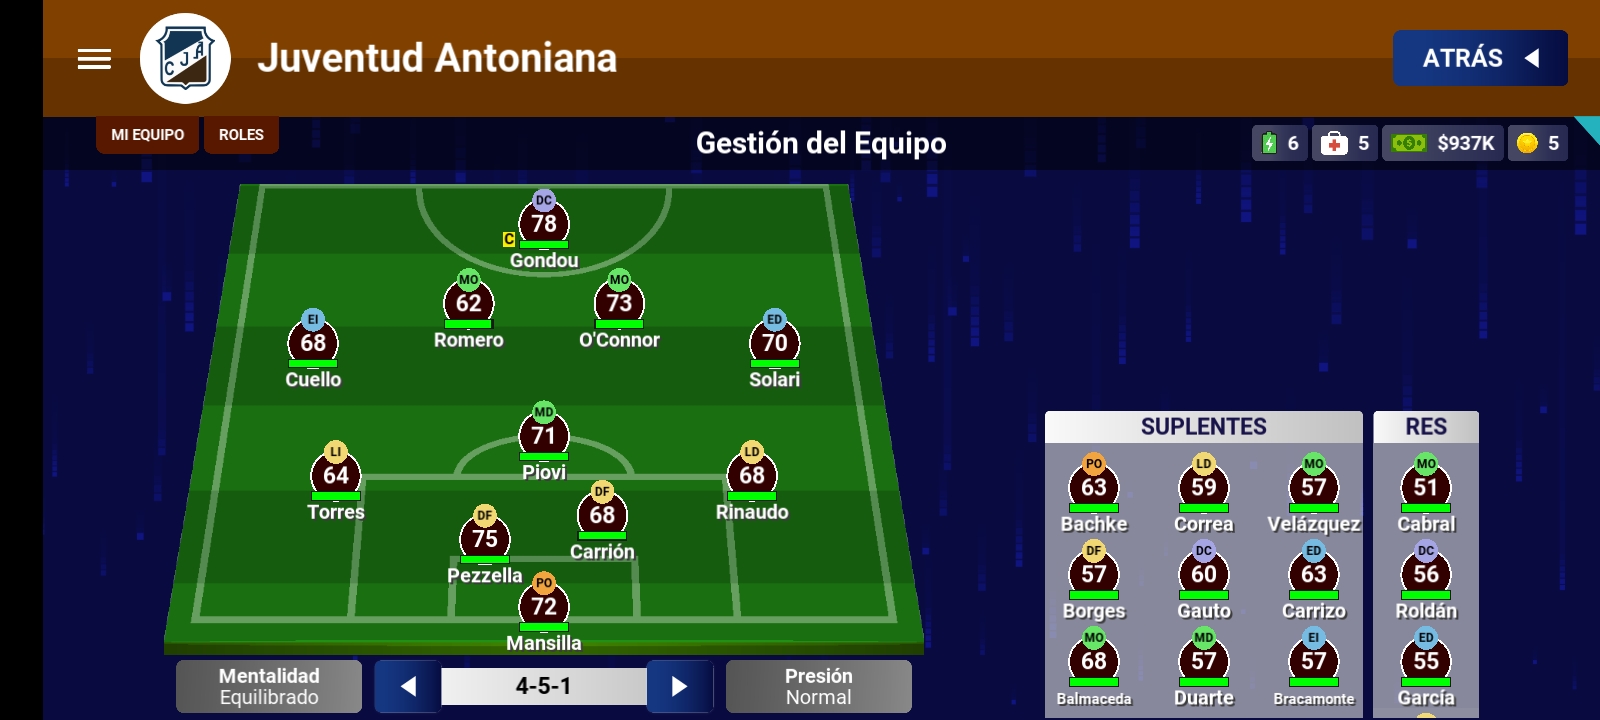 CJA
Juventud Antoniana
ATRÁS
MI EQUIPO
ROLES
Gestión del Equipo
6
5
$937K
5
DC
78
C
Gondou
MO
62
Romero
MO
73
O'Connor
EI
68
Cuello
ED
70
Solari
MD
71
Piovi
LI
64
Torres
LD
68
Rinaudo
DF
68
Carrión
DF
75
Pezzella
PO
72
Mansilla
Mentalidad
Equilibrado
4-5-1
Presión
Normal
SUPLENTES
PO
63
Bachke
LD
59
Correa
MO
57
Velázquez
DF
57
Borges
DC
60
Gauto
ED
63
Carrizo
MO
68
Balmaceda
MD
57
Duarte
EI
57
Bracamonte
RES
MO
51
Cabral
DC
56
Roldán
ED
55
García